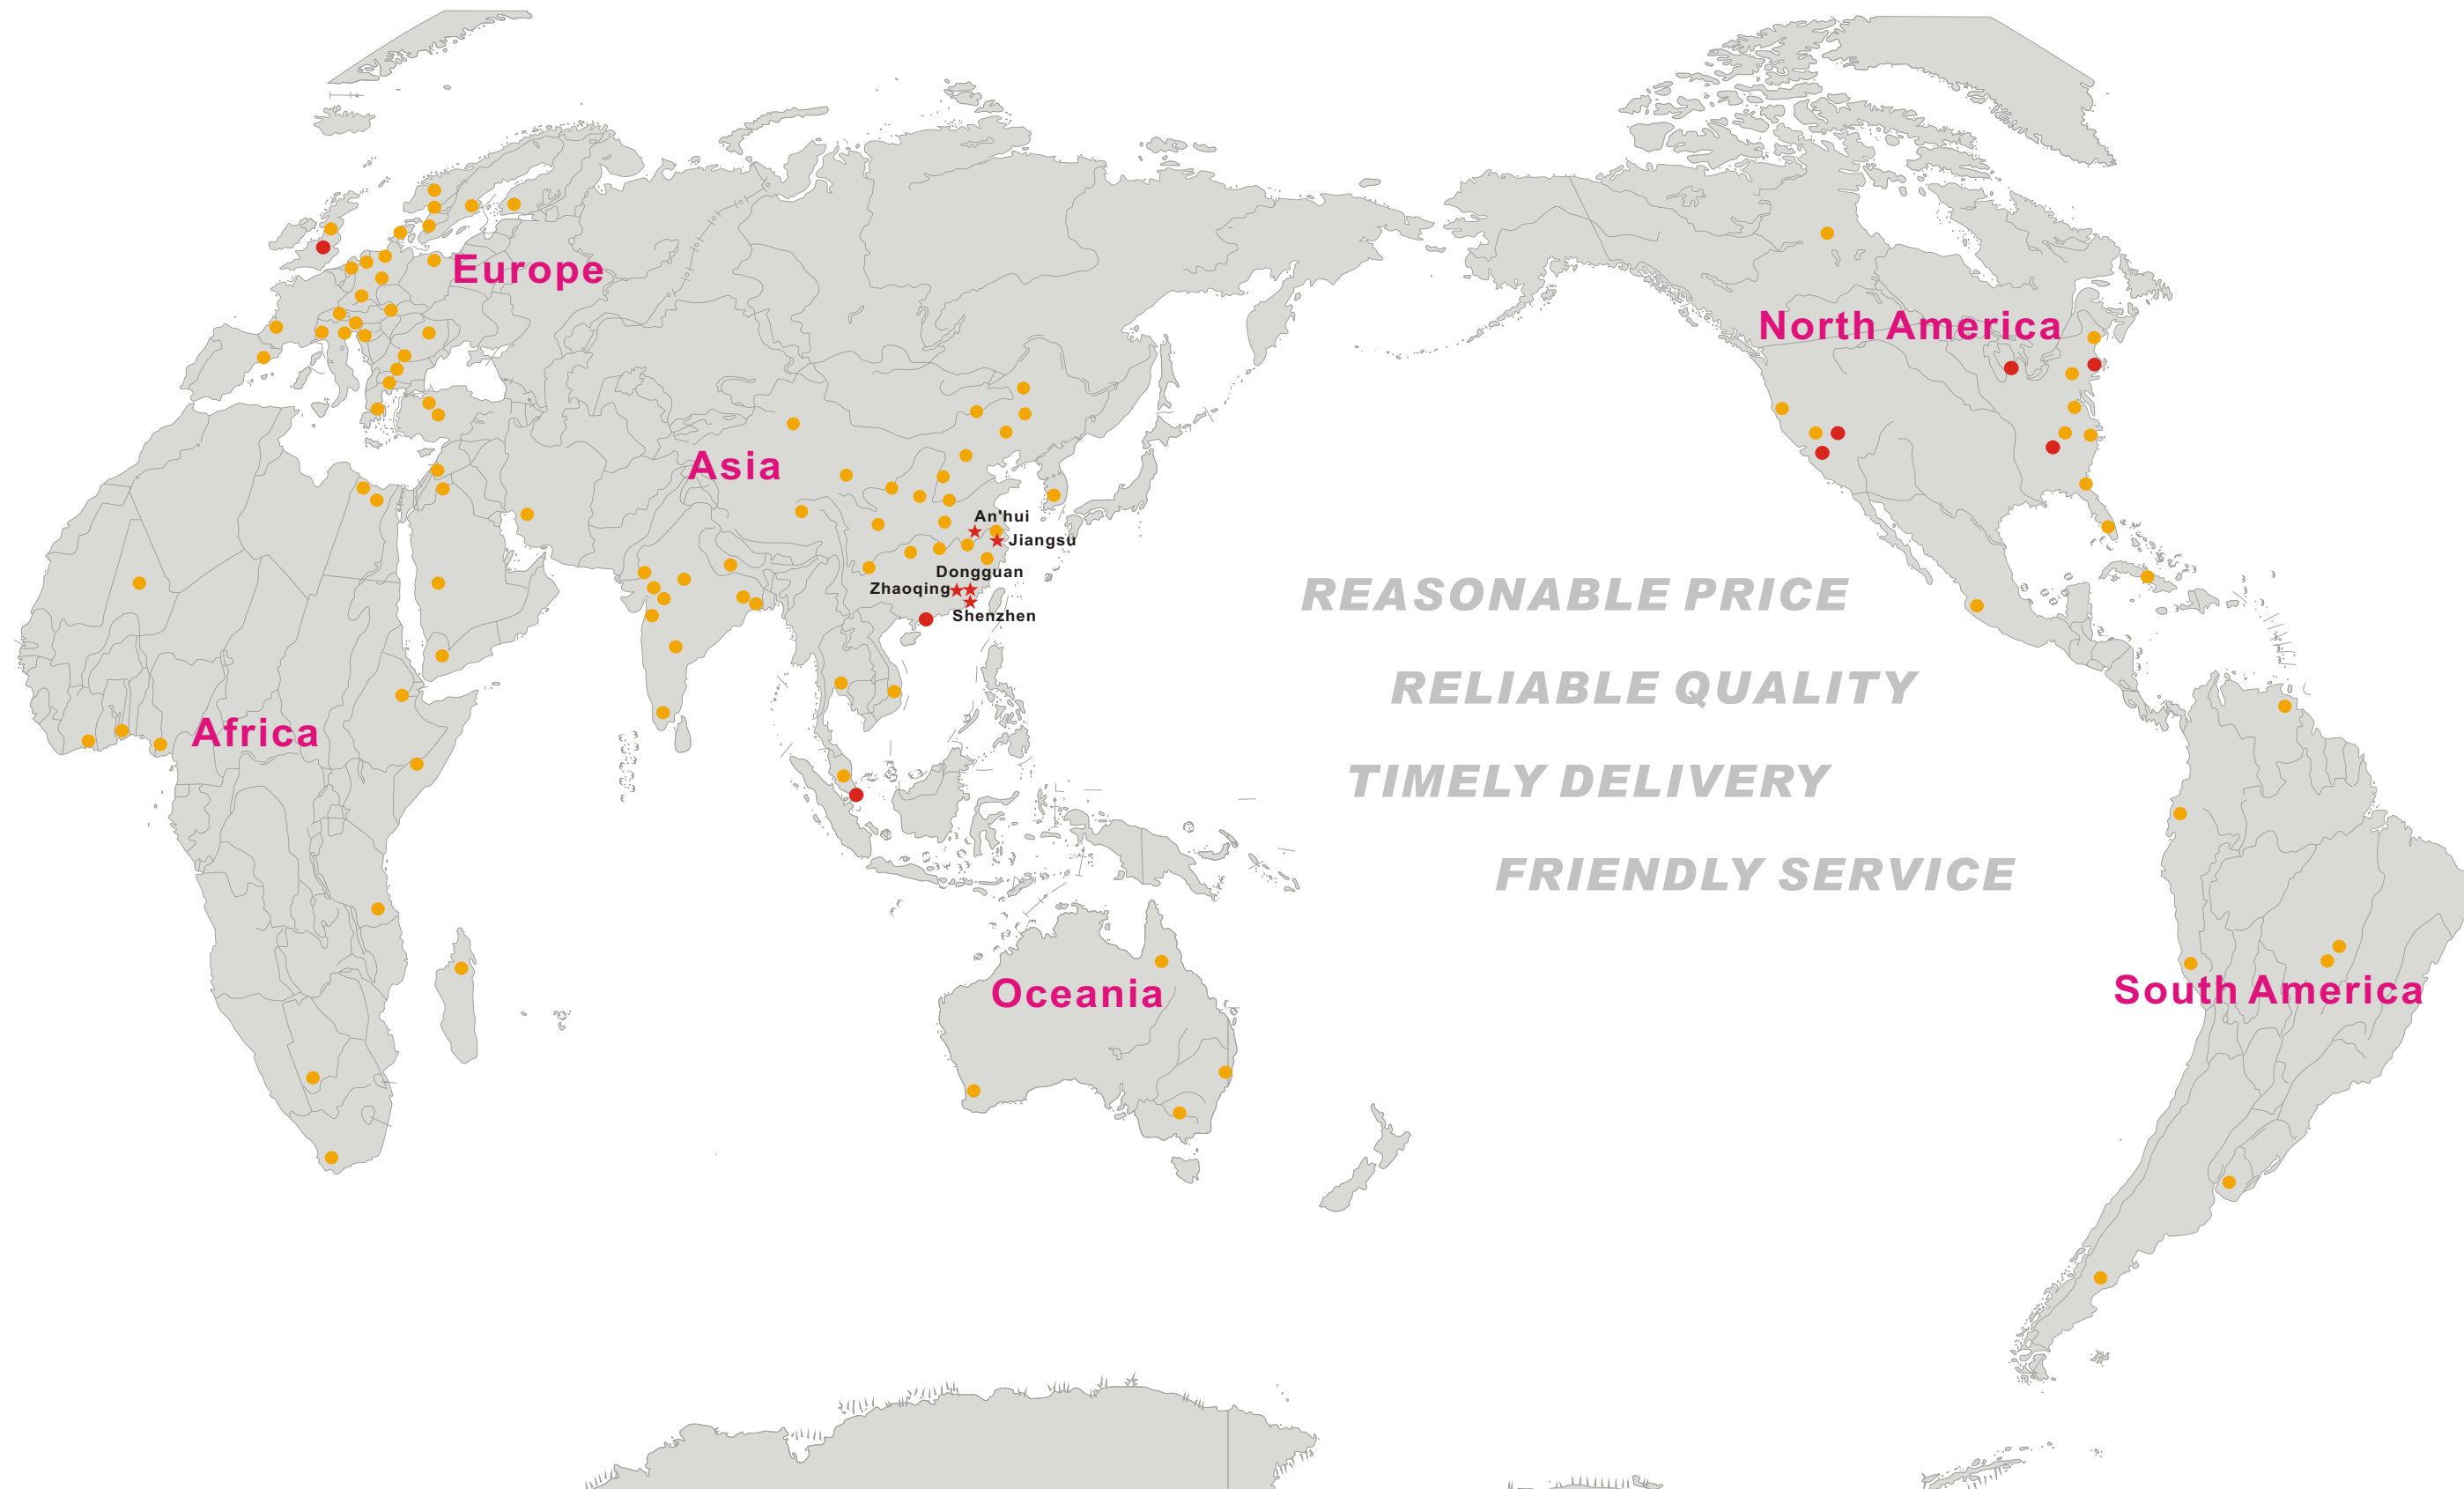 Europe
North America
Asia
An'hui
Jiangsu
Dongguan
Zhaoqing
Shenzhen
REASONABLE PRICE
RELIABLE QUALITY
Africa
TIMELY DELIVERY
FRIENDLY SERVICE
Oceania
South America